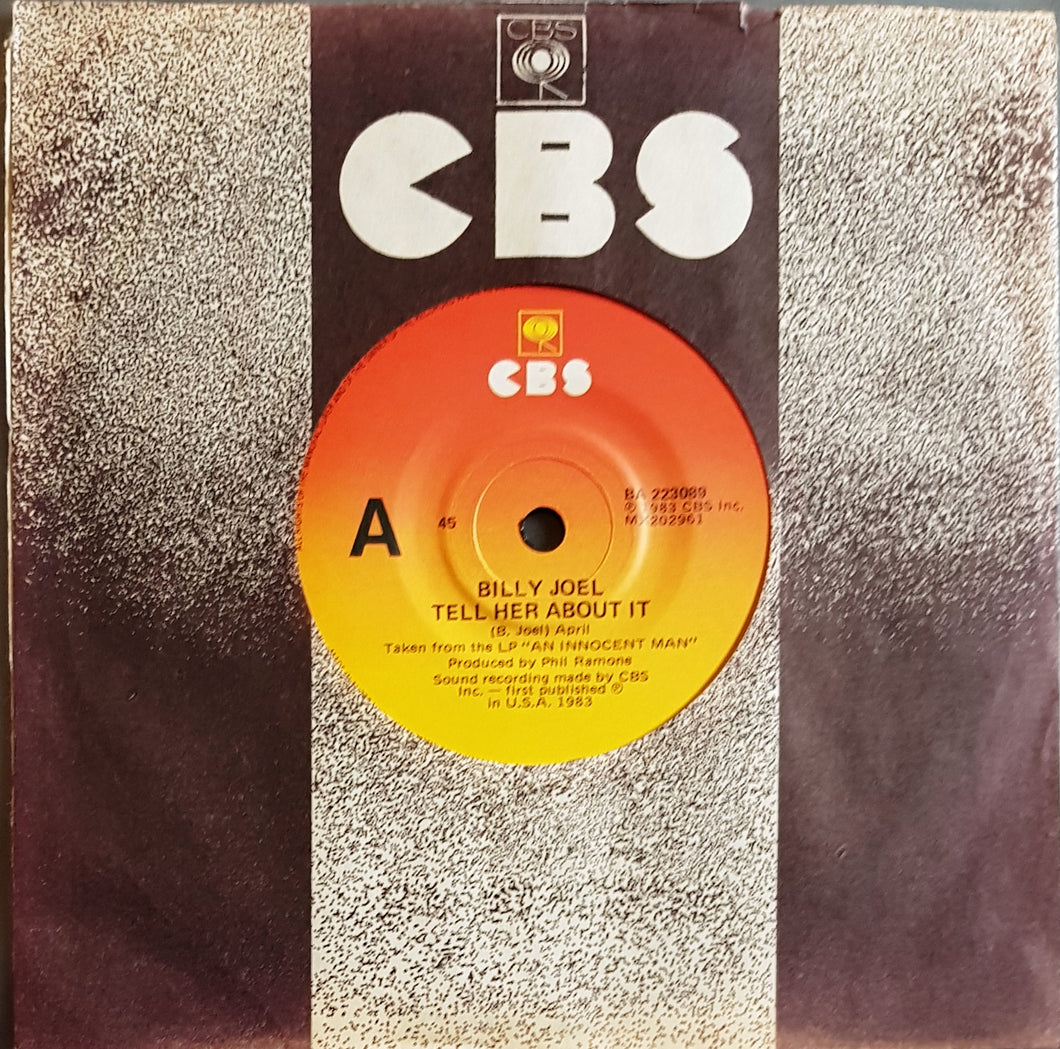 CBS
CBS
CBS
A
45
BA 223089
℗ 1983 CBS Inc.
MX202961
BILLY JOEL
TELL HER ABOUT IT
(B. Joel) April
Taken from the LP "AN INNOCENT MAN"
Produced by Phil Ramone
Sound recording made by CBS
Inc. — first published ℗
in U.S.A. 1983